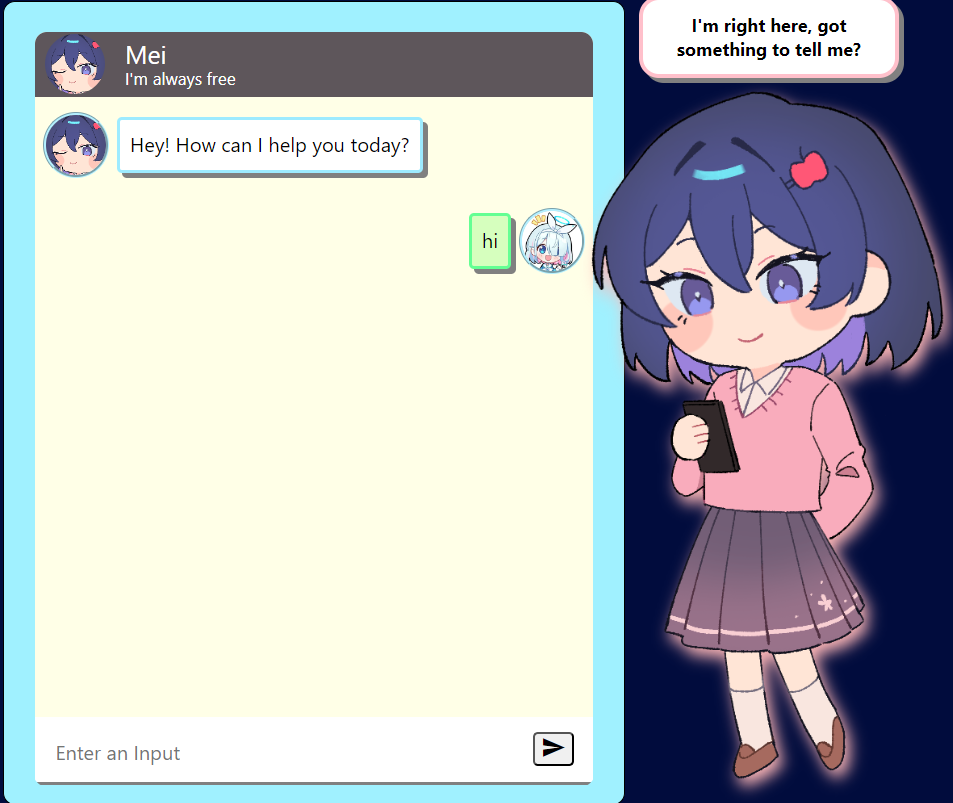 Mei
I'm always free
Hey! How can I help you today?
hi
Enter an Input
I'm right here, got
something to tell me?